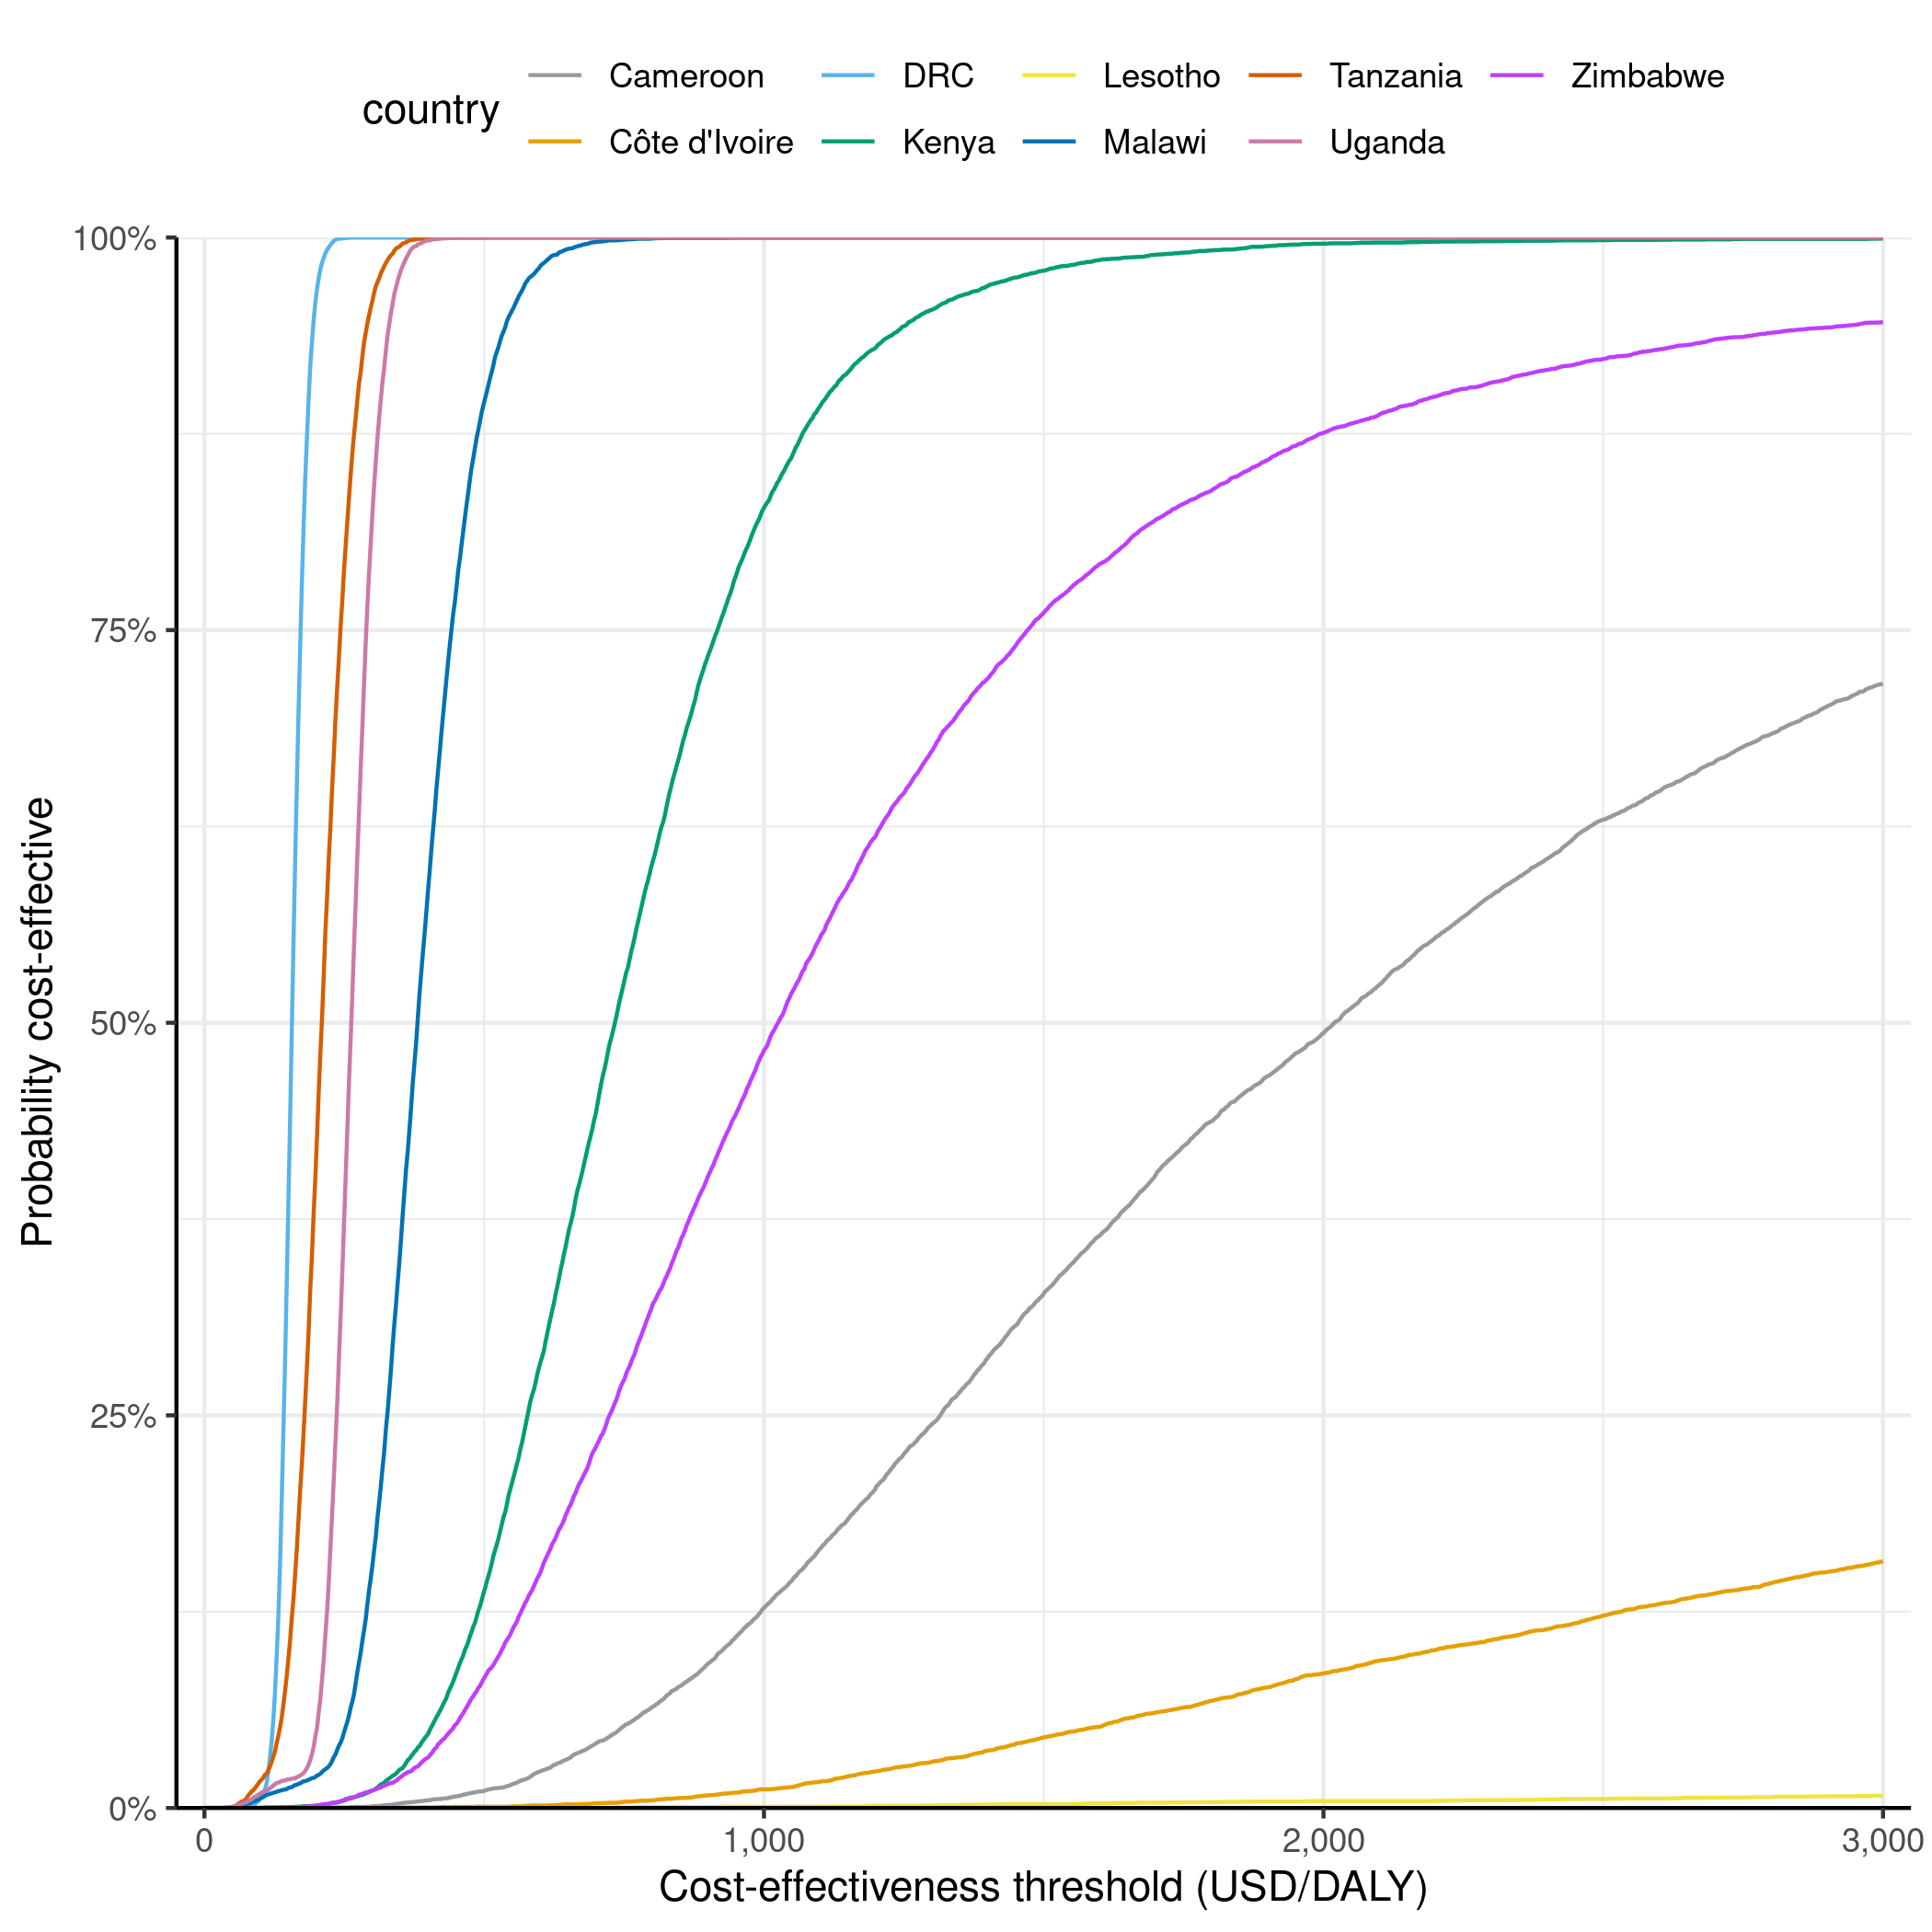 country
Cameroon DRC Lesotho Tanzania Zimbabwe
Côte d'Ivoire Kenya Malawi Uganda
Probability cost-effective
100%
75%
50%
25%
0%
0 1,000 2,000 3,000
Cost-effectiveness threshold (USD/DALY)